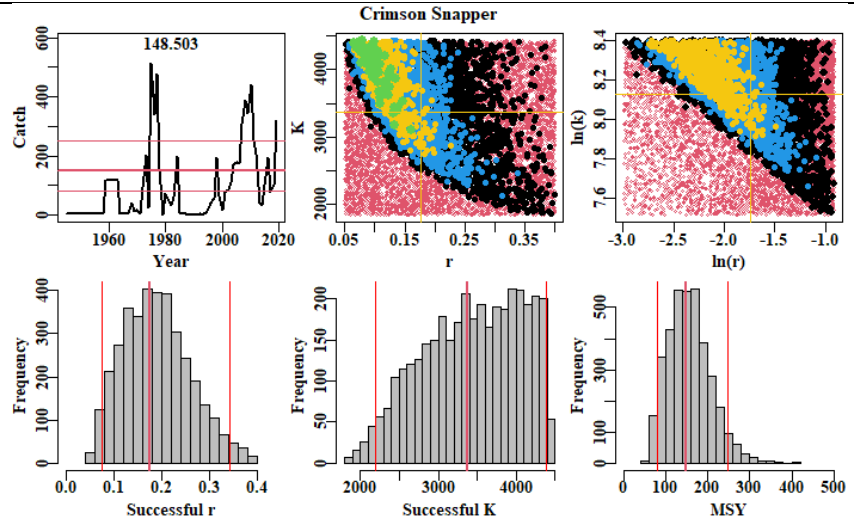 Crimson Snapper
148.503
Catch
0 200 400 600
1960 1980 2000 2020
Year
K
2000 3000 4000
0.05 0.15 0.25 0.35
r
ln(k)
7.6 7.8 8.0 8.2 8.4
-3.0 -2.5 -2.0 -1.5 -1.0
ln(r)
Frequency
0 100 200 300 400
0.0 0.1 0.2 0.3 0.4
Successful r
Frequency
0 50 100 150 200
2000 3000 4000
Successful K
Frequency
0 100 300 500
0 100 200 300 400 500
MSY